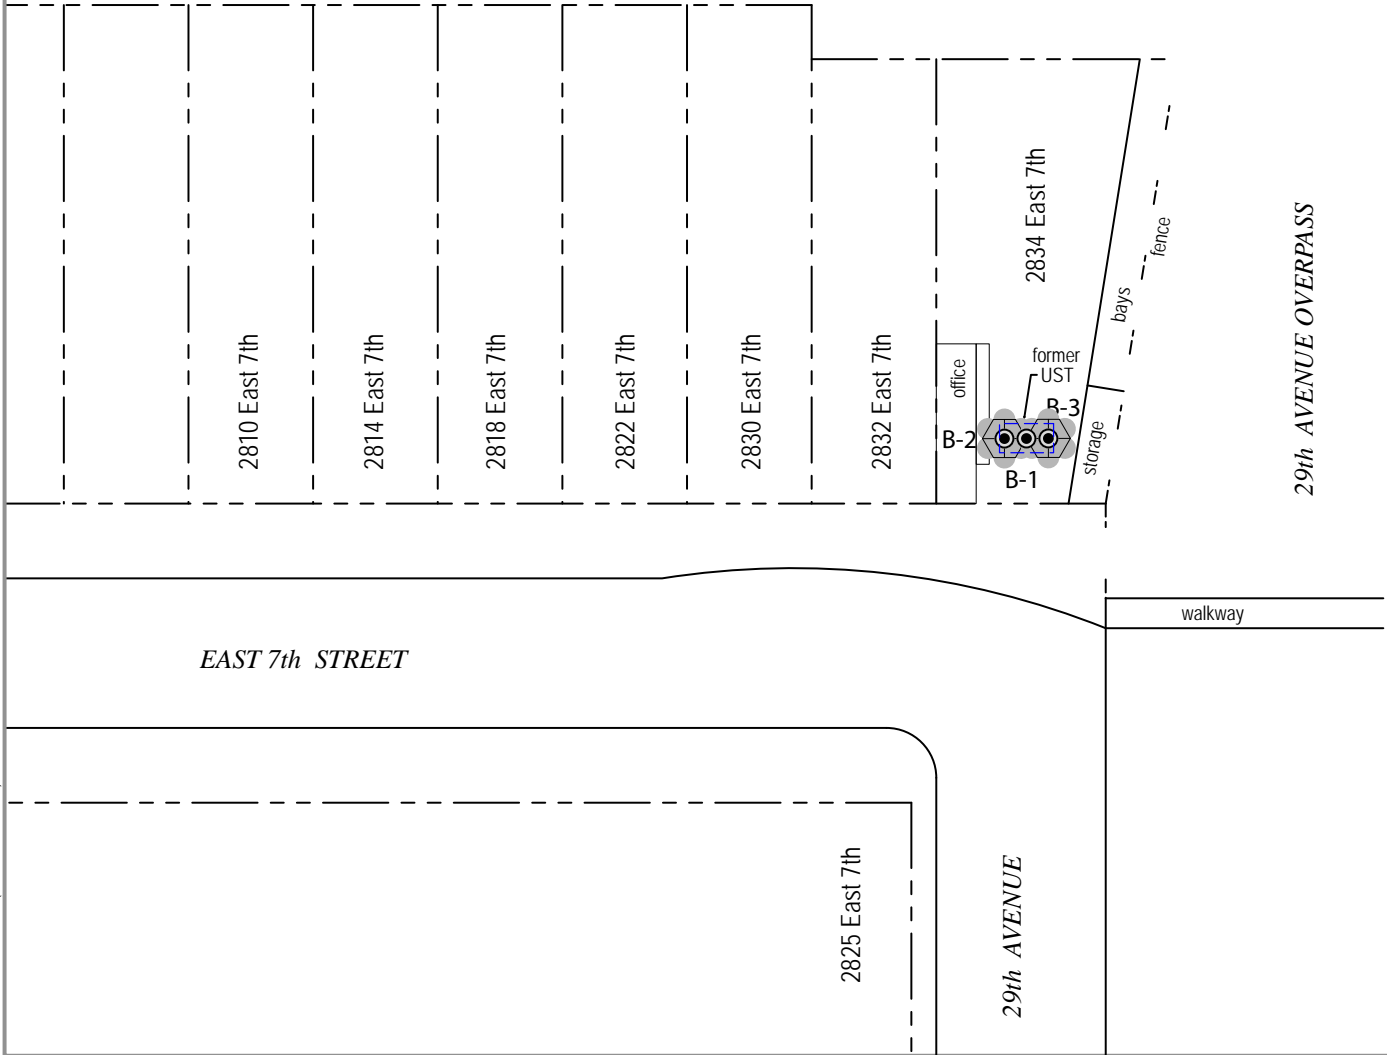 2810 East 7th
2814 East 7th
2818 East 7th
2822 East 7th
2830 East 7th
2832 East 7th
2834 East 7th
office
former
UST
B-3
B-2
B-1
bays
fence
storage
29th AVENUE OVERPASS
walkway
EAST 7th STREET
2825 East 7th
29th AVENUE